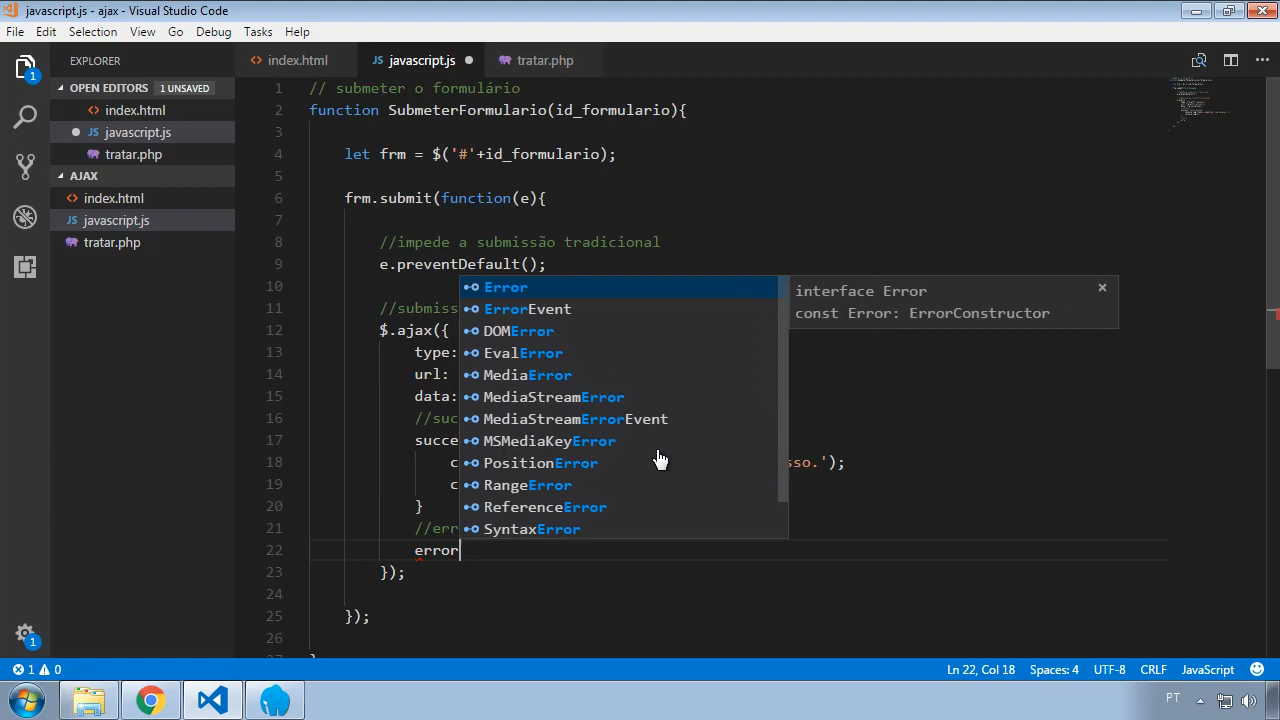 javascript.js - ajax - Visual Studio Code
File Edit Selection View Go Debug Tasks Help
EXPLORER
OPEN EDITORS 1 UNSAVED
index.html
javascript.js
tratar.php
AJAX
index.html
JS javascript.js
tratar.php
1
1
index.html JS javascript.js tratar.php
1 // submeter o formulário
2 function SubmeterFormulario(id_formulario){
3
4 let frm = $('#'+id_formulario);
5
6 frm.submit(function(e){
7
8 //impede a submissão tradicional
9 e.preventDefault();
10
11 //submiss
12 $.ajax({
13 type:
14 url:
15 data:
16 //suc
17 succe
18 c sso.');
19 c
20 }
21 //err
22 error
23 });
24
25 });
26
27 }
Error
ErrorEvent
DOMError
EvalError
MediaError
MediaStreamError
MediaStreamErrorEvent
MSMediaKeyError
PositionError
RangeError
ReferenceError
SyntaxError
interface Error
const Error: ErrorConstructor
1 0 Ln 22, Col 18 Spaces: 4 UTF-8 CRLF JavaScript
PT